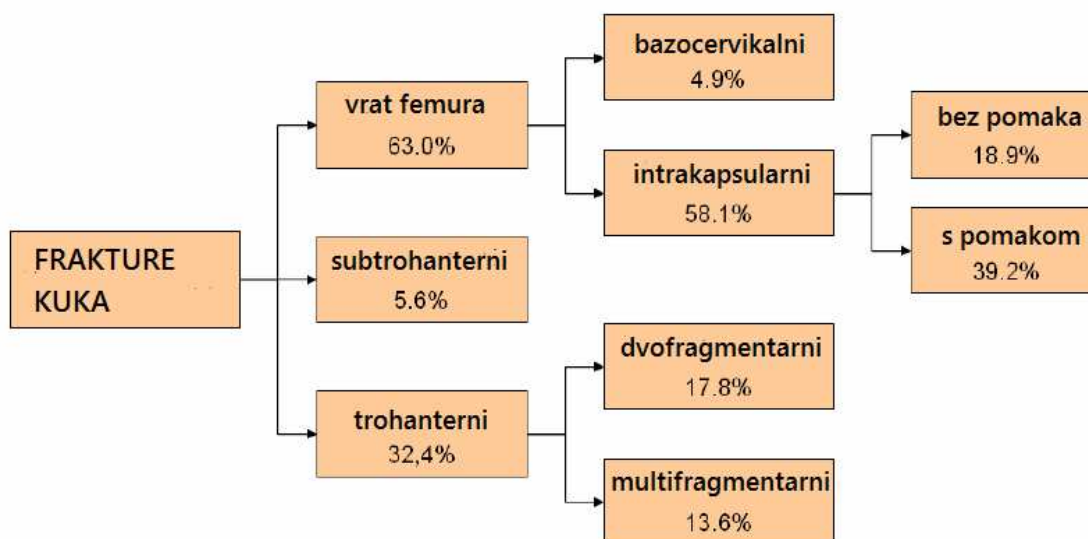 FRAKTURE
KUKA
vrat femura
63.0%
subtrohanterni
5.6%
trohanterni
32,4%
bazocervikalni
4.9%
intrakapsularni
58.1%
dvofragmentarni
17.8%
multifragmentarni
13.6%
bez pomaka
18.9%
s pomakom
39.2%